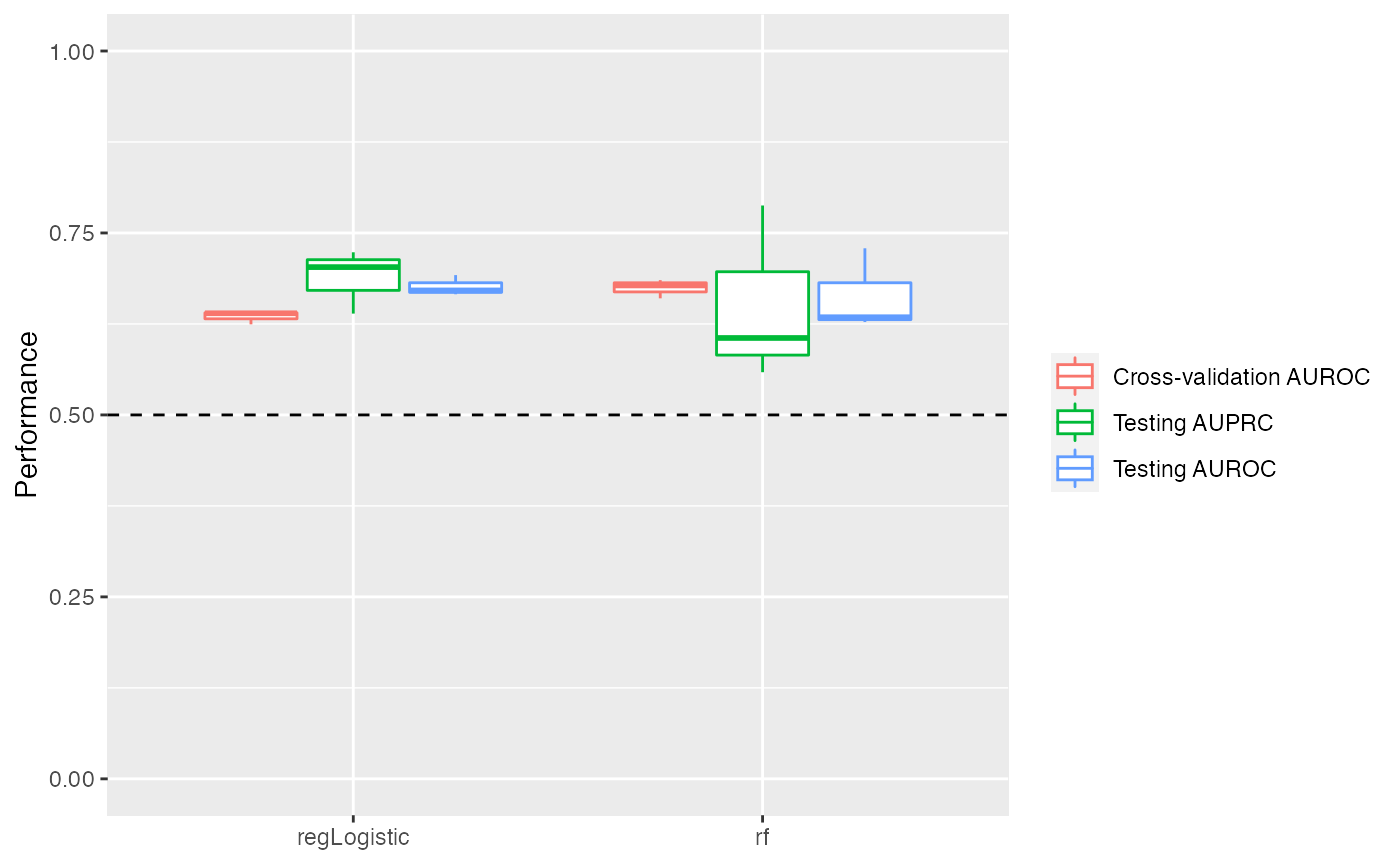 Performance
1.00
0.75
0.50
0.25
0.00
regLogistic
rf
Cross-validation AUROC
Testing AUPRC
Testing AUROC